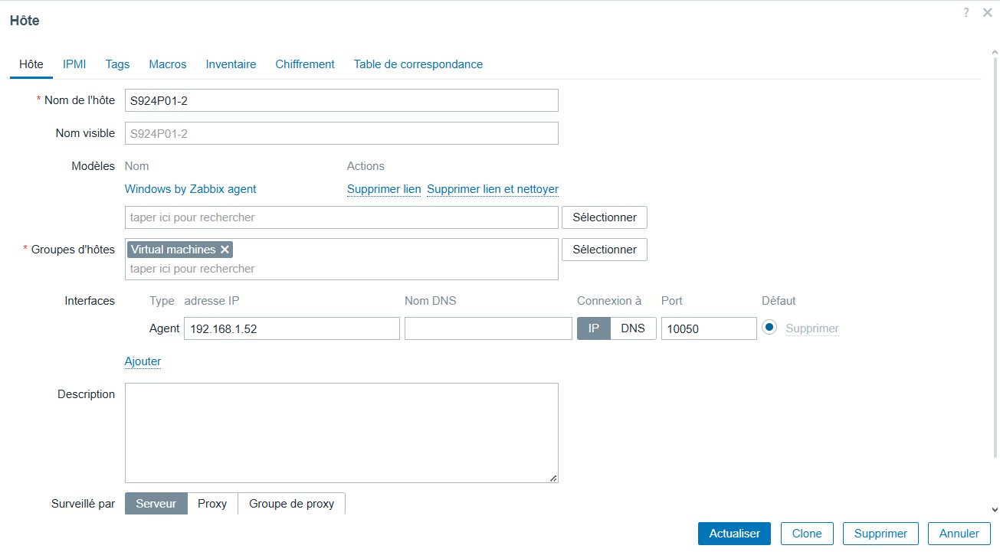 Hôte
?
Hôte IPMI Tags Macros Inventaire Chiffrement Table de correspondance
* Nom de l'hôte S924P01-2
Nom visible S924P01-2
Modèles Nom Actions
Windows by Zabbix agent Supprimer lien Supprimer lien et nettoyer
taper ici pour rechercher Sélectionner
* Groupes d'hôtes Virtual machines Sélectionner
taper ici pour rechercher
Interfaces Type adresse IP Nom DNS Connexion à Port Défaut
Agent 192.168.1.52 IP DNS 10050 Supprimer
Ajouter
Description
Surveillé par Serveur Proxy Groupe de proxy
Actualiser Clone Supprimer Annuler